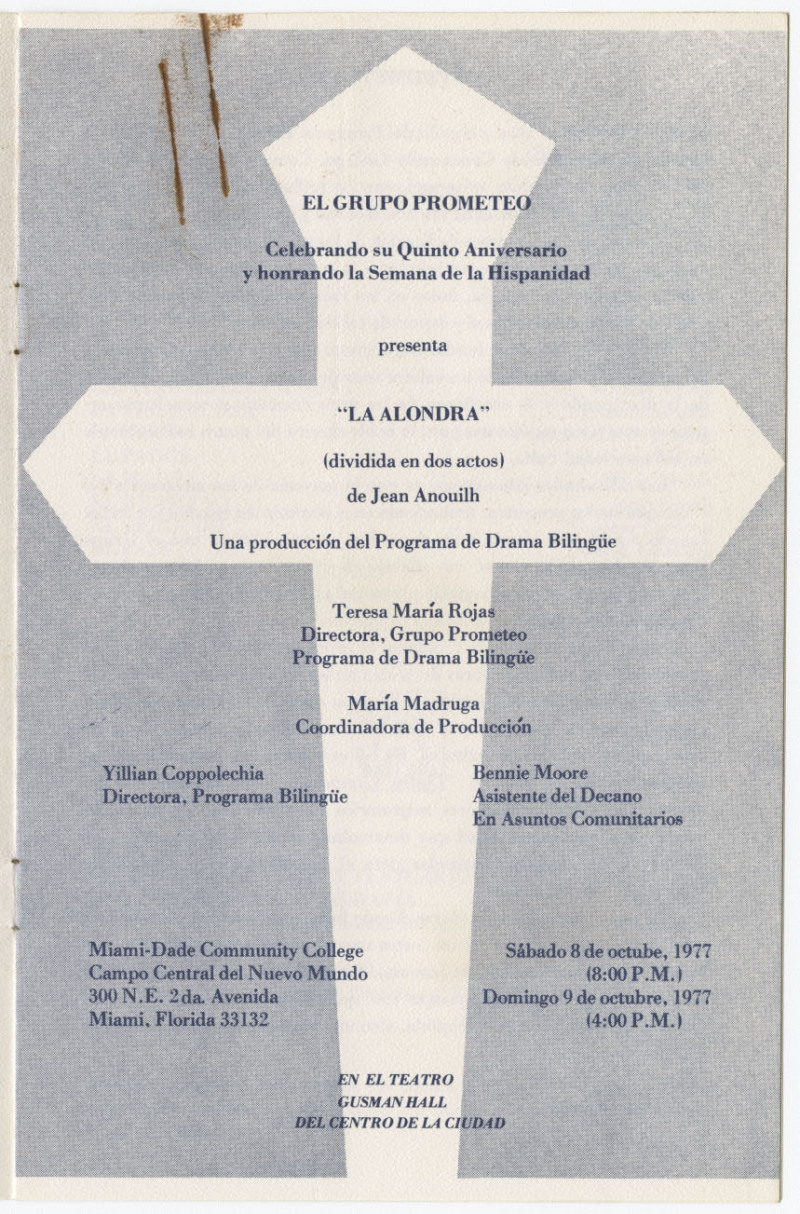 EL GRUPO PROMETEO
Celebrando su Quinto Aniversario
y honrando la Semana de la Hispanidad
presenta
“LA ALONDRA”
(dividida en dos actos)
de Jean Anouilh
Una producción del Programa de Drama Bilingüe
Teresa María Rojas
Directora, Grupo Prometeo
Programa de Drama Bilingüe
María Madruga
Coordinadora de Producción
Yillian Coppolechia
Directora, Programa Bilingüe
Bennie Moore
Asistente del Decano
En Asuntos Comunitarios
Miami-Dade Community College
Campo Central del Nuevo Mundo
300 N.E. 2da. Avenida
Miami, Florida 33132
Sábado 8 de octube, 1977
(8:00 P.M.)
Domingo 9 de octubre, 1977
(4:00 P.M.)
EN EL TEATRO
GUSMAN HALL
DEL CENTRO DE LA CIUDAD